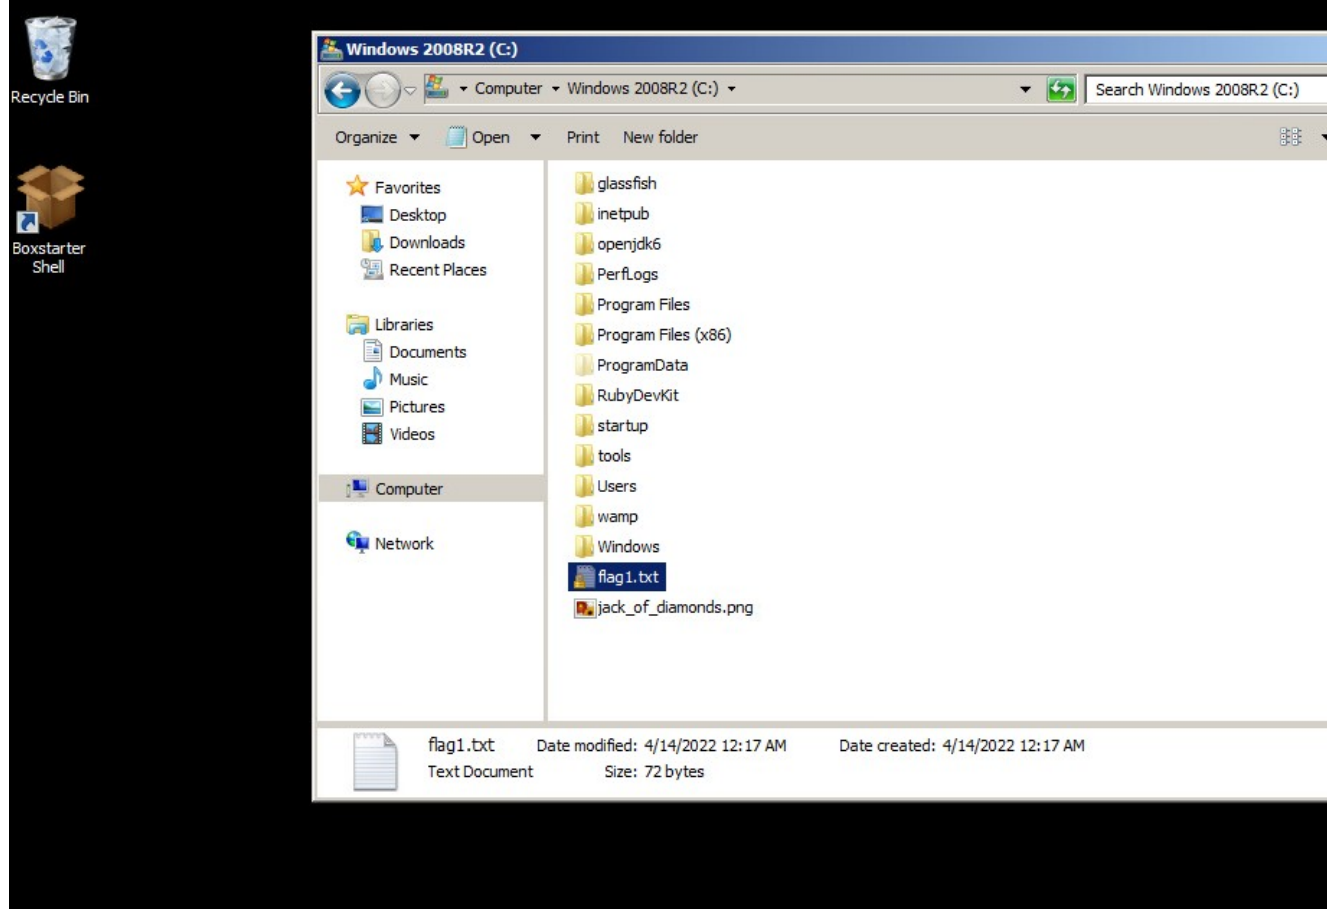 Recycle Bin
Boxstarter
Shell
Windows 2008R2 (C:)
Computer Windows 2008R2 (C:)
Search Windows 2008R2 (C:)
Organize Open Print New folder
Favorites
Desktop
Downloads
Recent Places
Libraries
Documents
Music
Pictures
Videos
Computer
Network
glassfish
inetpub
openjdk6
PerfLogs
Program Files
Program Files (x86)
ProgramData
RubyDevKit
startup
tools
Users
wamp
Windows
flag1.txt
jack_of_diamonds.png
flag1.txt Date modified: 4/14/2022 12:17 AM Date created: 4/14/2022 12:17 AM
Text Document Size: 72 bytes